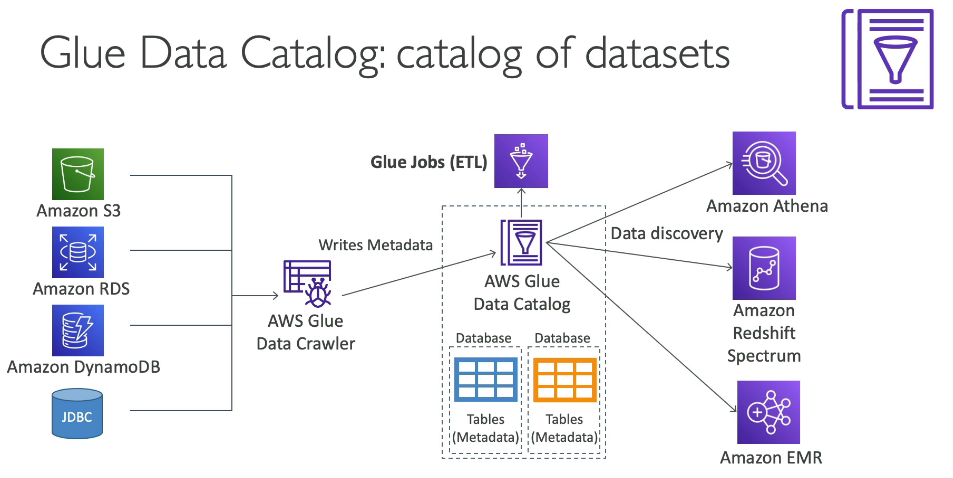 Glue Data Catalog: catalog of datasets
Glue Jobs (ETL)
Amazon S3
Amazon RDS
Amazon DynamoDB
JDBC
AWS Glue
Data Crawler
Writes Metadata
AWS Glue
Data Catalog
Database
Tables
(Metadata)
Database
Tables
(Metadata)
Data discovery
Amazon Athena
Amazon
Redshift
Spectrum
Amazon EMR